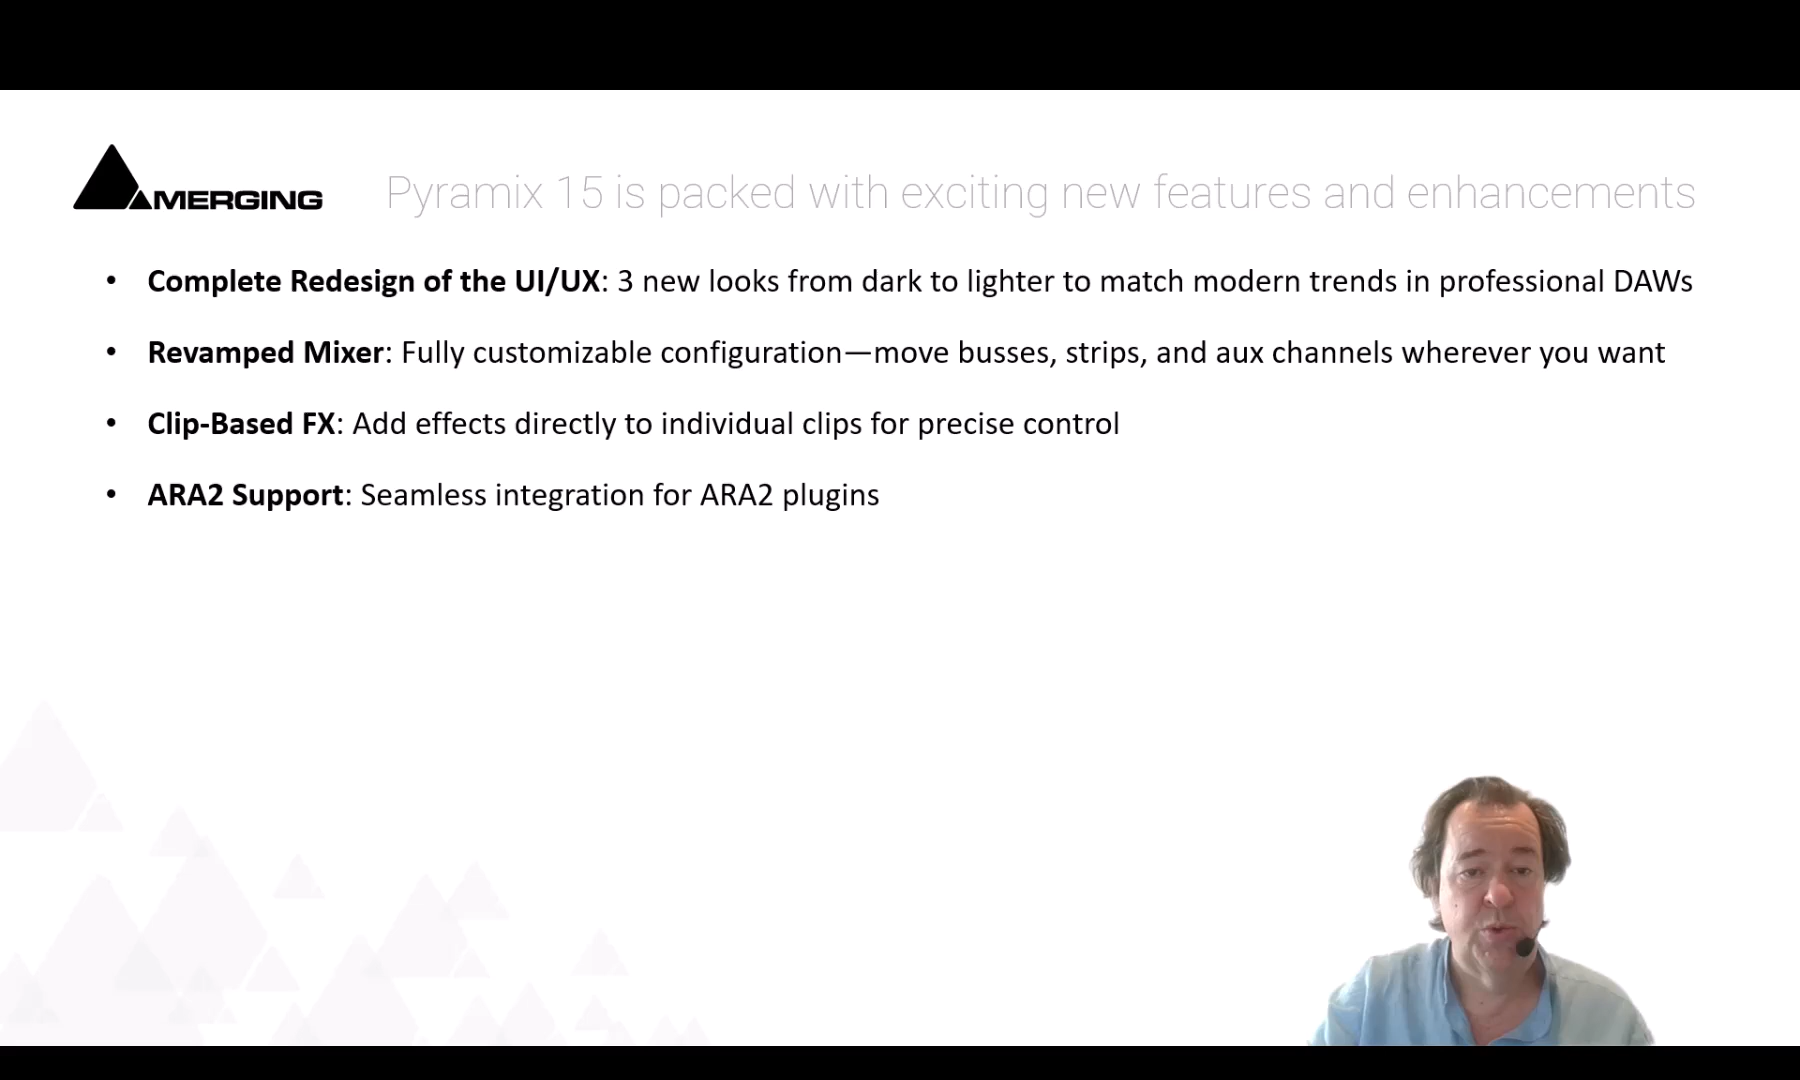 MERGING
Pyramix 15 is packed with exciting new features and enhancements
• Complete Redesign of the UI/UX: 3 new looks from dark to lighter to match modern trends in professional DAWs
• Revamped Mixer: Fully customizable configuration—move busses, strips, and aux channels wherever you want
• Clip-Based FX: Add effects directly to individual clips for precise control
• ARA2 Support: Seamless integration for ARA2 plugins